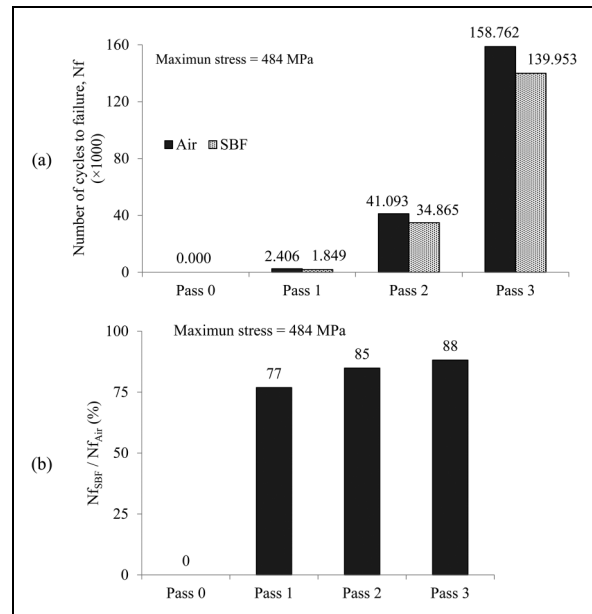 160
158.762
Maximun stress = 484 MPa
139.953
120
Number of cycles to failure, Nf
(×1000)
(a)
Air
SBF
80
40
41.093
34.865
0.000
2.406
1.849
0
Pass 0
Pass 1
Pass 2
Pass 3
100
Maximun stress = 484 MPa
88
85
77
75
Nf_SBF / Nf_Air (%)
(b)
50
25
0
0
Pass 0
Pass 1
Pass 2
Pass 3